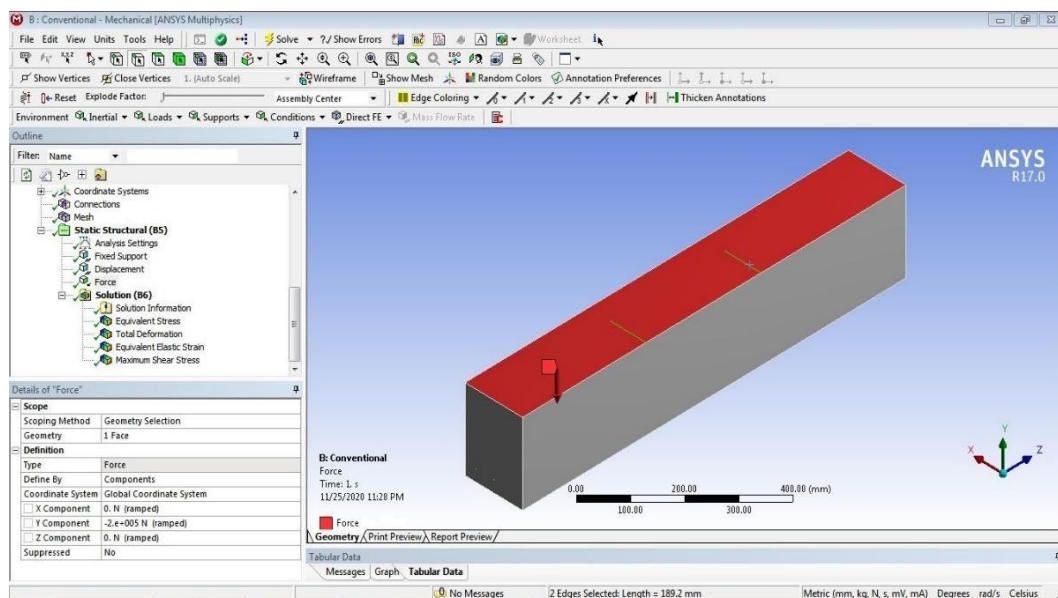 B : Conventional - Mechanical [ANSYS Multiphysics]
File Edit View Units Tools Help Solve ?/ Show Errors Worksheet
Show Vertices Close Vertices 1. (Auto Scale) Wireframe Show Mesh Random Colors Annotation Preferences
Reset Explode Factor: Assembly Center Edge Coloring Thicken Annotations
Environment Inertial Loads Supports Conditions Direct FE Mass Flow Rate
Outline
Filter: Name
Coordinate Systems
Connections
Mesh
Static Structural (B5)
Analysis Settings
Fixed Support
Displacement
Force
Solution (B6)
Solution Information
Equivalent Stress
Total Deformation
Equivalent Elastic Strain
Maximum Shear Stress
Details of "Force"
Scope
Scoping Method Geometry Selection
Geometry 1 Face
Definition
Type Force
Define By Components
Coordinate System Global Coordinate System
X Component 0. N (ramped)
Y Component -2.e+005 N (ramped)
Z Component 0. N (ramped)
Suppressed No
ANSYS
R17.0
B: Conventional
Force
Time: 1. s
11/25/2020 11:28 PM
Force
0.00 200.00 400.00 (mm)
100.00 300.00
Y
X Z
Geometry Print Preview Report Preview
Tabular Data
Messages Graph Tabular Data
No Messages 2 Edges Selected: Length = 189.2 mm Metric (mm, kg, N, s, mV, mA) Degrees rad/s Celsius